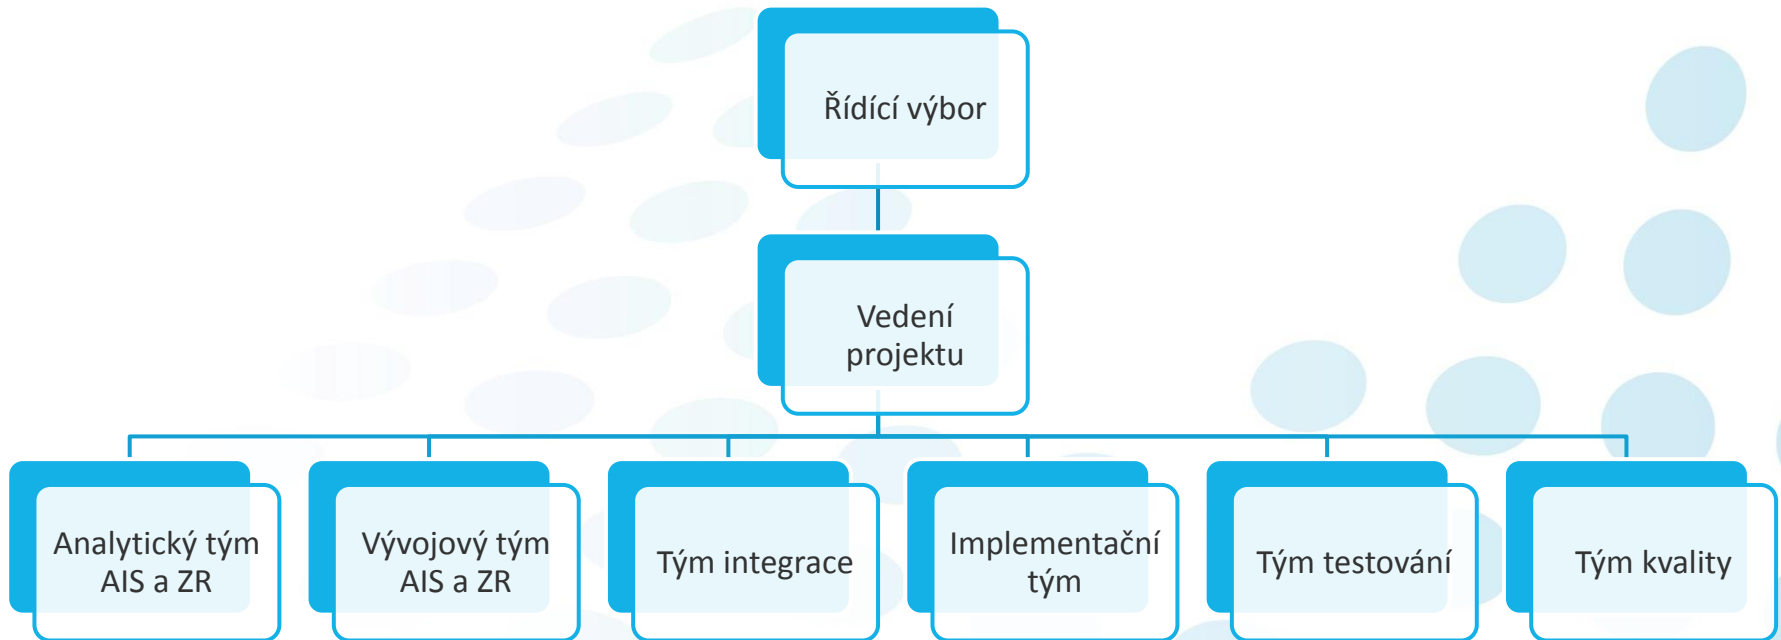 Řídící výbor
Vedení
projektu
Analytický tým
AIS a ZR
Vývojový tým
AIS a ZR
Tým integrace
Implementační
tým
Tým testování
Tým kvality